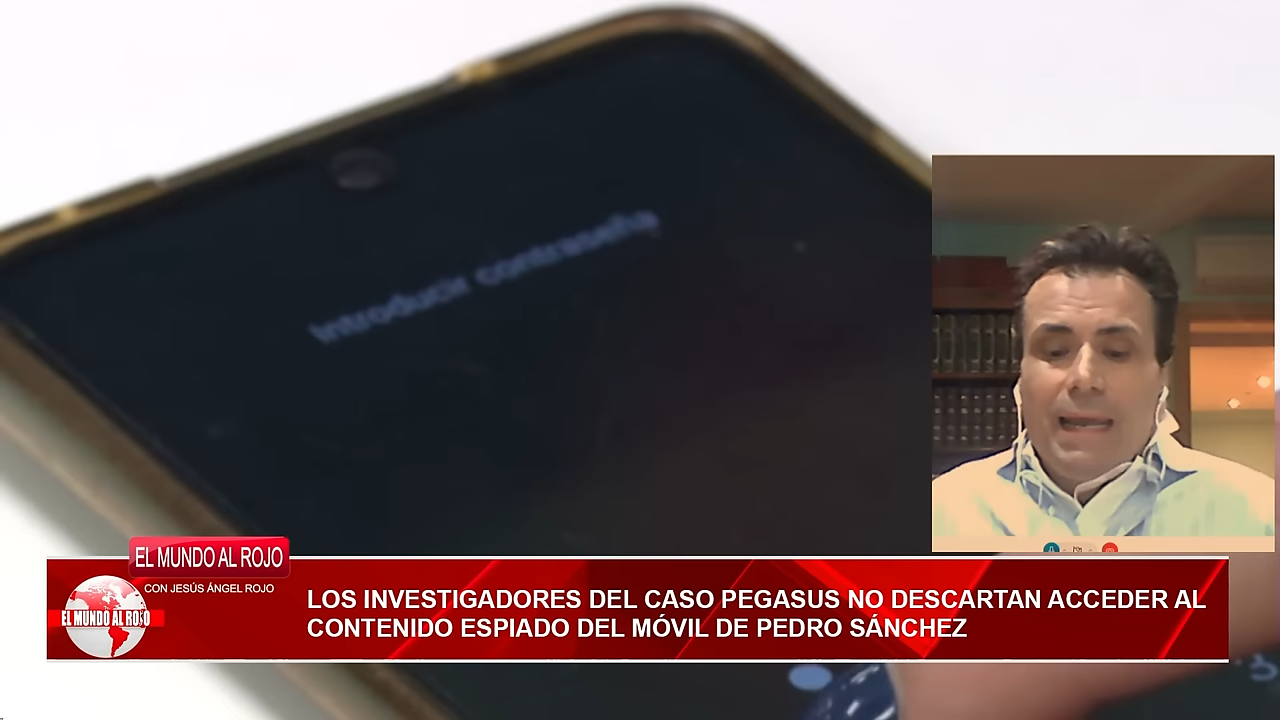 Introducir contraseña
EL MUNDO AL ROJO
CON JESÚS ÁNGEL ROJO
EL MUNDO AL ROJO
LOS INVESTIGADORES DEL CASO PEGASUS NO DESCARTAN ACCEDER AL
CONTENIDO ESPIADO DEL MÓVIL DE PEDRO SÁNCHEZ